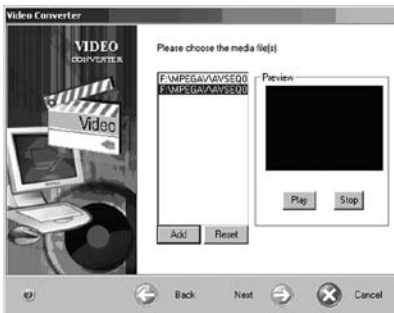 Video Converter
VIDEO
CONVERTER
Video
Please choose the media file(s)
F:\MPEGAV\AVSEQ0
F:\MPEGAV\AVSEQ0
Preview
Play
Stop
Add
Reset
Back
Next
Cancel